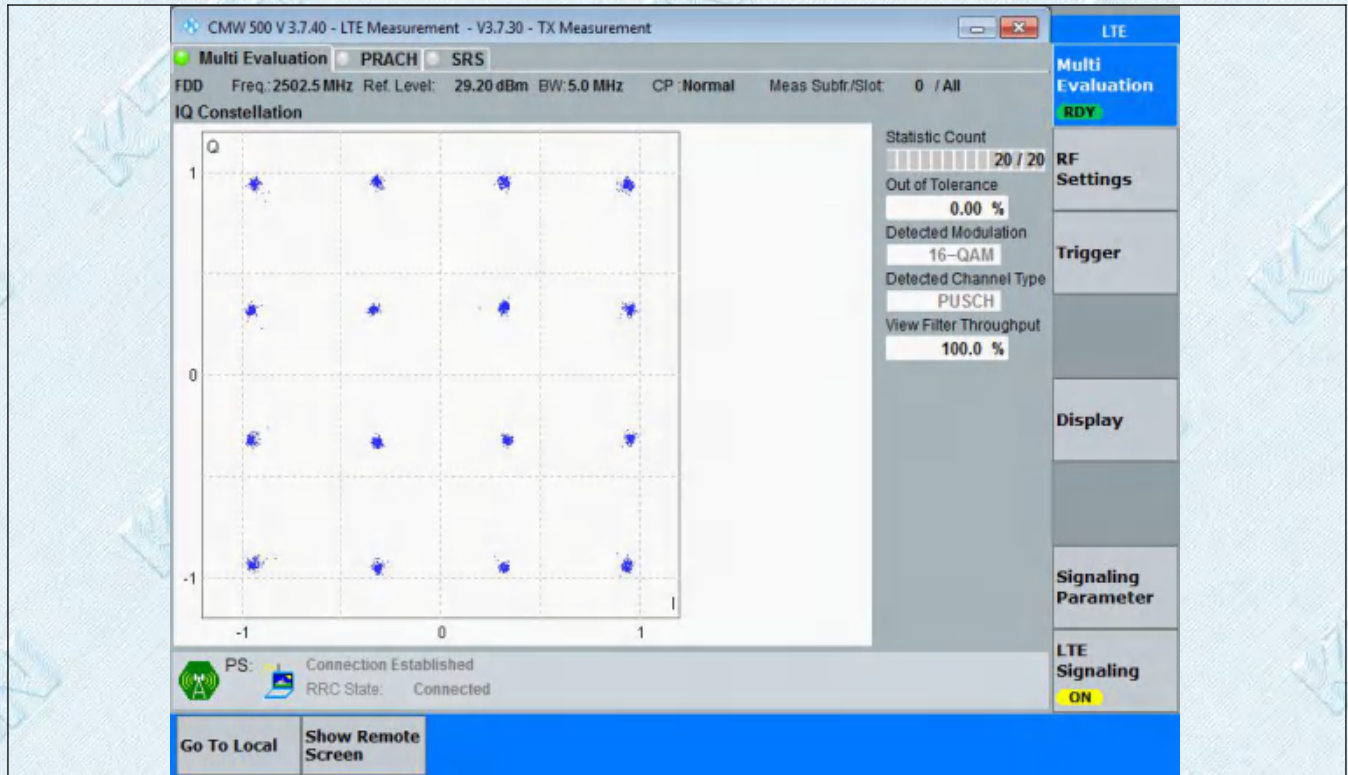 CMW 500 V 3.7.40 - LTE Measurement - V3.7.30 - TX Measurement
LTE
Multi Evaluation PRACH SRS
Multi
Evaluation
RDY
FDD Freq.: 2502.5 MHz Ref. Level: 29.20 dBm BW: 5.0 MHz CP : Normal Meas Subfr./Slot: 0 / All
IQ Constellation
Q
1
0
-1
-1 0 1
I
Statistic Count
20 / 20
Out of Tolerance
0.00 %
Detected Modulation
16-QAM
Detected Channel Type
PUSCH
View Filter Throughput
100.0 %
RF
Settings
Trigger
Display
Signaling
Parameter
LTE
Signaling
ON
PS: Connection Established
RRC State: Connected
Go To Local
Show Remote
Screen